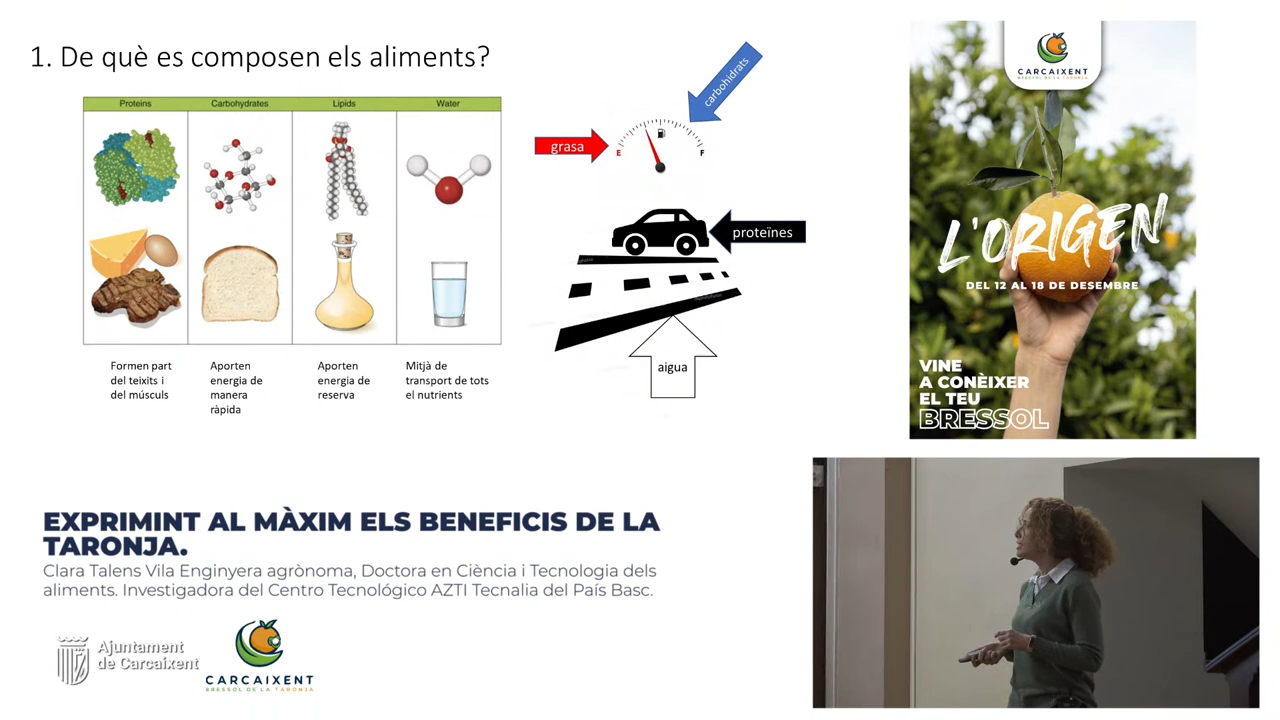 1. De què es composen els aliments?
Proteins
Carbohydrates
Lipids
Water
Formen part
del teixits i
del músculs
Aporten
energia de
manera
ràpida
Aporten
energia de
reserva
Mitjà de
transport de tots
el nutrients
carbohidrats
grasa
E
F
proteïnes
aigua
CARCAIXENT
BRESSOL DE LA TARONJA
L'ORIGEN
DEL 12 AL 18 DE DESEMBRE
VINE
A CONÈIXER
EL TEU
BRESSOL
EXPRIMINT AL MÀXIM ELS BENEFICIS DE LA
TARONJA.
Clara Talens Vila Enginyera agrònoma, Doctora en Ciència i Tecnologia dels
aliments. Investigadora del Centro Tecnológico AZTI Tecnalia del País Basc.
Ajuntament
de Carcaixent
CARCAIXENT
BRESSOL DE LA TARONJA